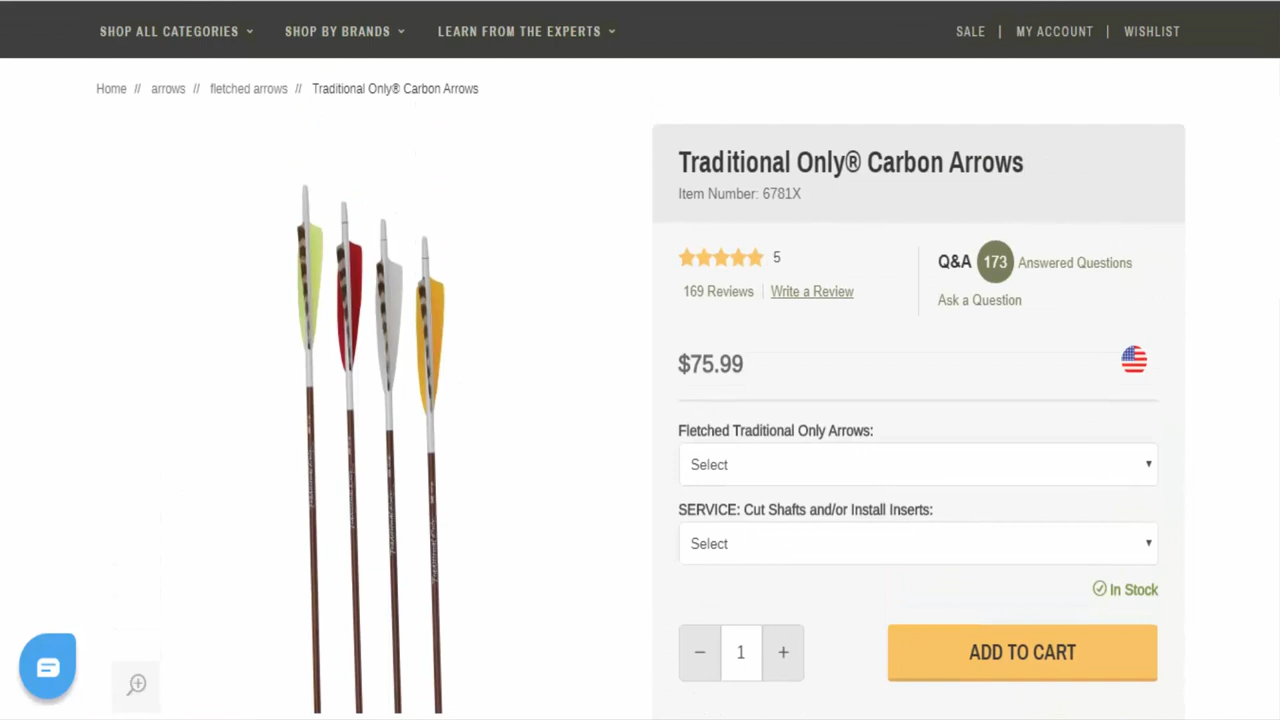 SHOP ALL CATEGORIES SHOP BY BRANDS LEARN FROM THE EXPERTS SALE | MY ACCOUNT | WISHLIST
Home // arrows // fletched arrows // Traditional Only® Carbon Arrows
Traditional Only® Carbon Arrows
Item Number: 6781X
5
169 Reviews | Write a Review
Q&A 173 Answered Questions
Ask a Question
$75.99
Fletched Traditional Only Arrows:
Select
SERVICE: Cut Shafts and/or Install Inserts:
Select
In Stock
− 1 +
ADD TO CART